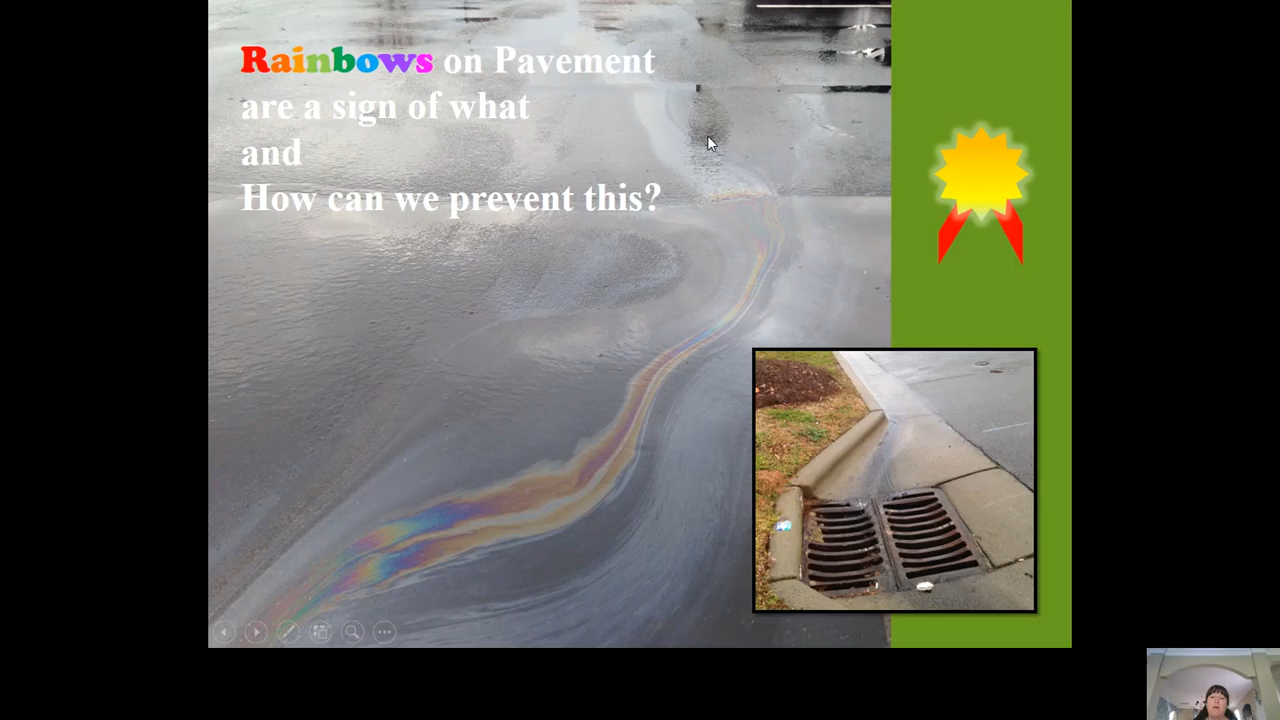 Rainbows on Pavement
are a sign of what
and
How can we prevent this?